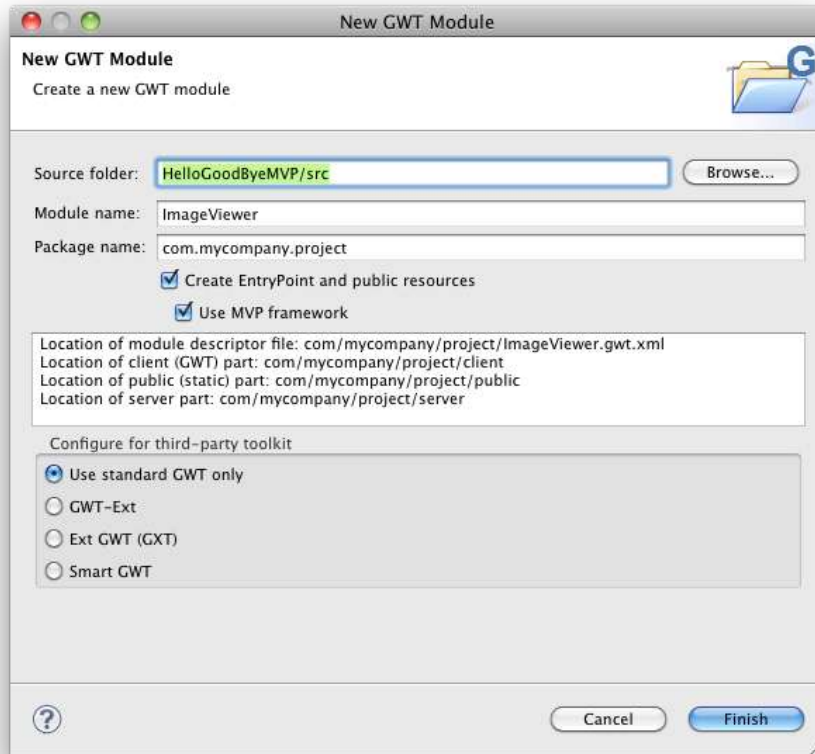 New GWT Module
New GWT Module
Create a new GWT module
G
Source folder: HelloGoodByeMVP/src Browse...
Module name: ImageViewer
Package name: com.mycompany.project
Create EntryPoint and public resources
Use MVP framework
Location of module descriptor file: com/mycompany/project/ImageViewer.gwt.xml
Location of client (GWT) part: com/mycompany/project/client
Location of public (static) part: com/mycompany/project/public
Location of server part: com/mycompany/project/server
Configure for third-party toolkit
Use standard GWT only
GWT-Ext
Ext GWT (GXT)
Smart GWT
? Cancel Finish